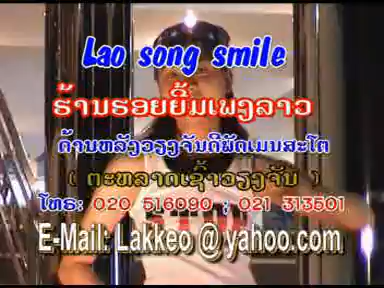 Lao song smile
ຮ້ານຮອຍຍີ້ມເພງລາວ
ດ້ານຫລັງວຽງຈັນດີພັດເມນສະໂຕ
( ຕະຫລາດເຊົ້າວຽງຈັນ )
ໂທຣ: 020 516090 ; 021 313501
E-Mail: Lakkeo @ yahoo.com